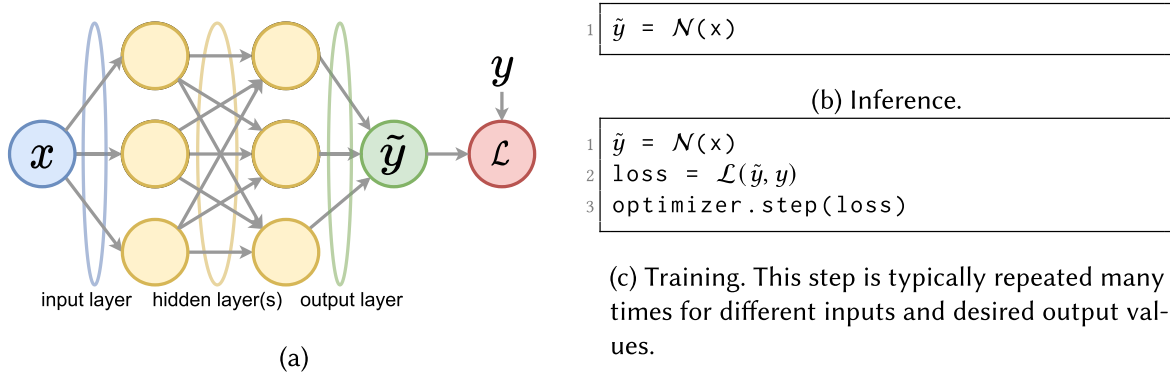 x
ỹ
y
ℒ
input layer
hidden layer(s)
output layer
(a)
1 ỹ = 𝒩(x)
(b) Inference.
1 ỹ = 𝒩(x)
2 loss = ℒ(ỹ, y)
3 optimizer.step(loss)
(c) Training. This step is typically repeated many
times for different inputs and desired output val-
ues.